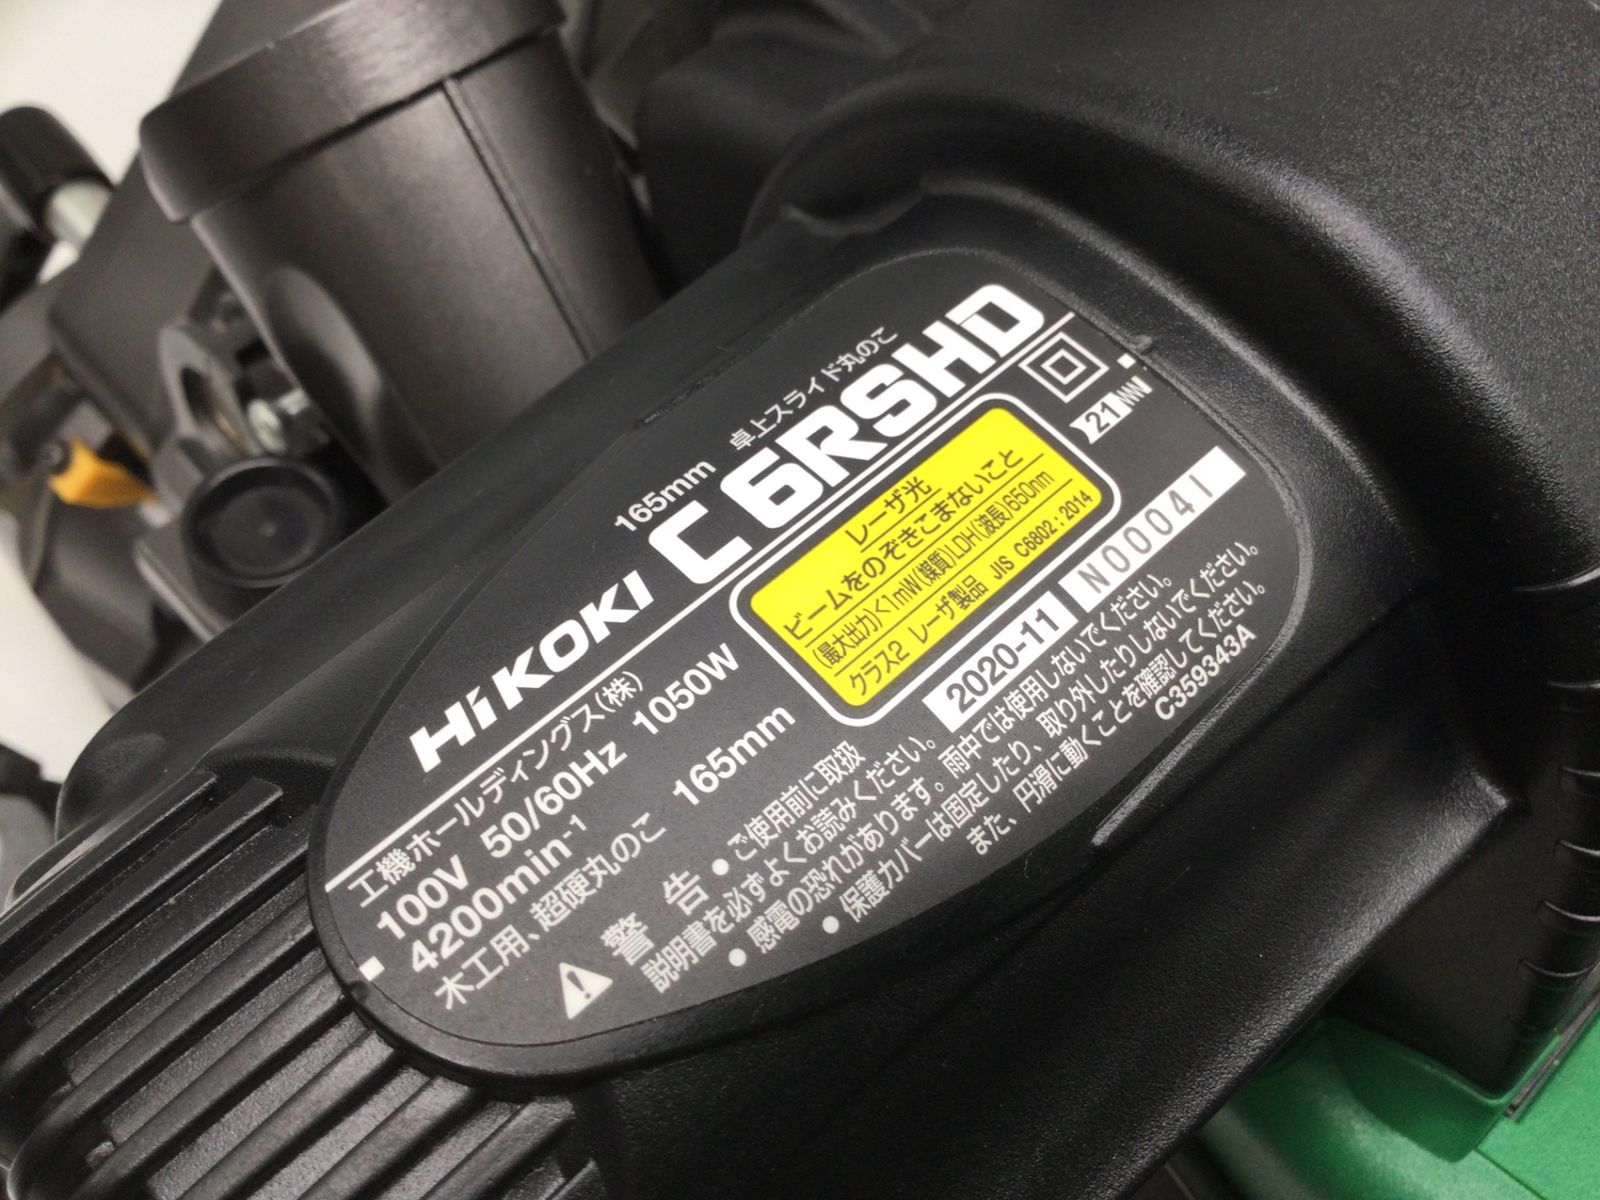 165mm 卓上スライド丸のこ
HiKOKI C 6RSHD
工機ホールディングス(株)
100V 50/60Hz 1050W
4200min⁻¹
木工用、超硬丸のこ 165mm
レーザ光
ビームをのぞきこまないこと
(最大出力)<1mW(媒質)LDH(波長)650nm
クラス2 レーザ製品 JIS C6802:2014
21
2020-11 N00041
警告
・ご使用前に取扱
説明書を必ずよくお読みください。
・感電の恐れがあります。雨中では使用しないでください。
・保護カバーは固定したり、取り外したりしないでください。
また、円滑に動くことを確認してください。
C359343A